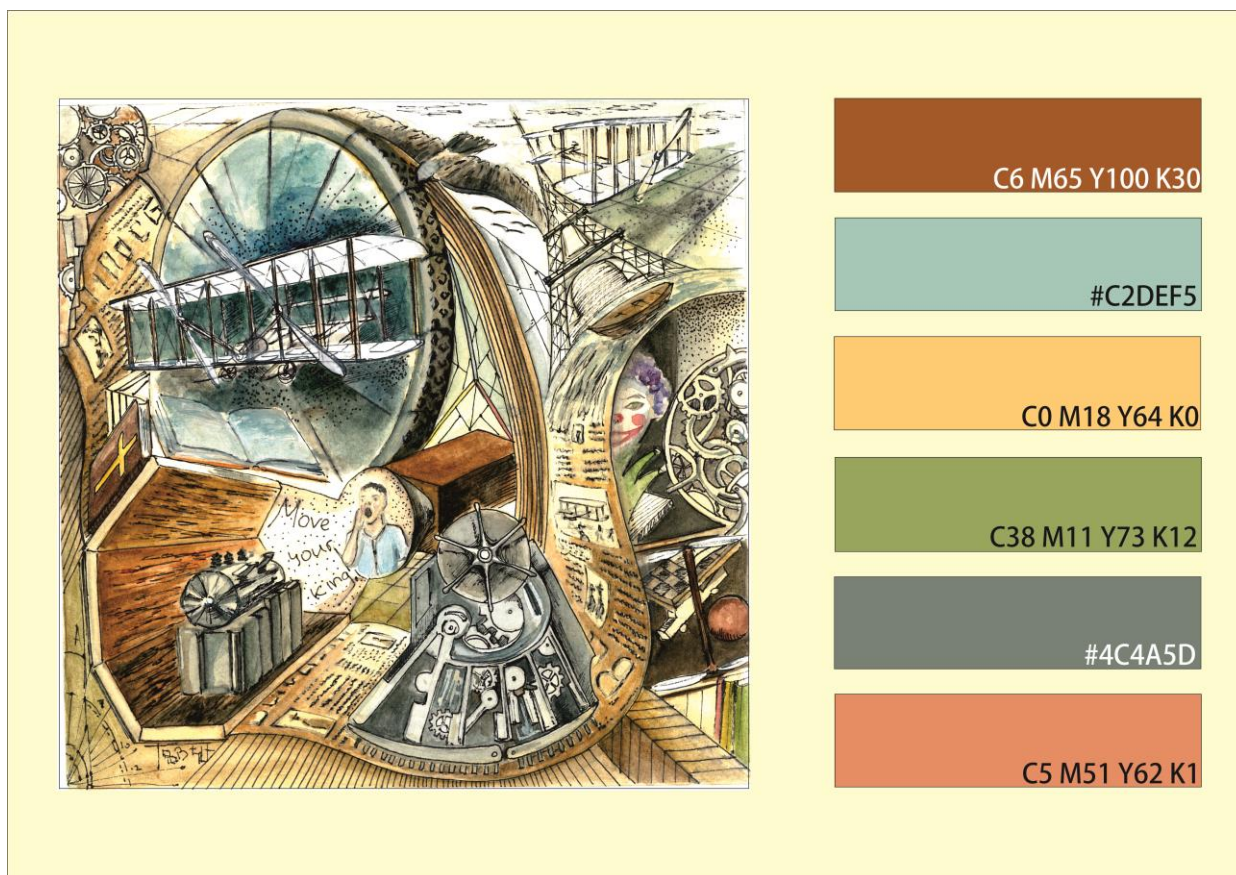 Move
your
king
C6 M65 Y100 K30
#C2DEF5
C0 M18 Y64 K0
C38 M11 Y73 K12
#4C4A5D
C5 M51 Y62 K1